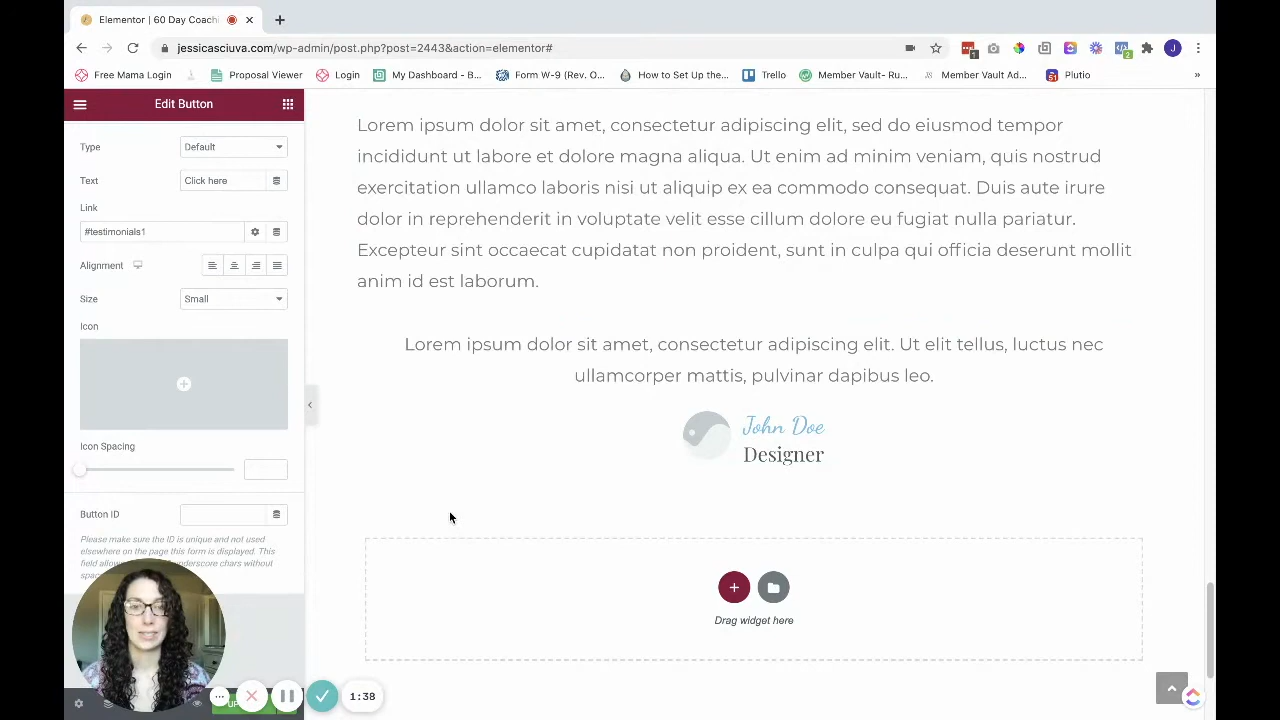 Elementor | 60 Day Coachi
jessicasciuva.com/wp-admin/post.php?post=2443&action=elementor#
Free Mama Login
Proposal Viewer
Login
My Dashboard - B...
Form W-9 (Rev. O...
How to Set Up the...
Trello
Member Vault- Ru...
Member Vault Ad...
Plutio
»
Edit Button
Type
Default
Text
Click here
Link
#testimonials1
Alignment
Size
Small
Icon
Icon Spacing
Button ID
Please make sure the ID is unique and not used
elsewhere on the page this form is displayed. This
field allow
underscore chars without
spac
UP
1:38
Lorem ipsum dolor sit amet, consectetur adipiscing elit, sed do eiusmod tempor
incididunt ut labore et dolore magna aliqua. Ut enim ad minim veniam, quis nostrud
exercitation ullamco laboris nisi ut aliquip ex ea commodo consequat. Duis aute irure
dolor in reprehenderit in voluptate velit esse cillum dolore eu fugiat nulla pariatur.
Excepteur sint occaecat cupidatat non proident, sunt in culpa qui officia deserunt mollit
anim id est laborum.
Lorem ipsum dolor sit amet, consectetur adipiscing elit. Ut elit tellus, luctus nec
ullamcorper mattis, pulvinar dapibus leo.
John Doe
Designer
Drag widget here